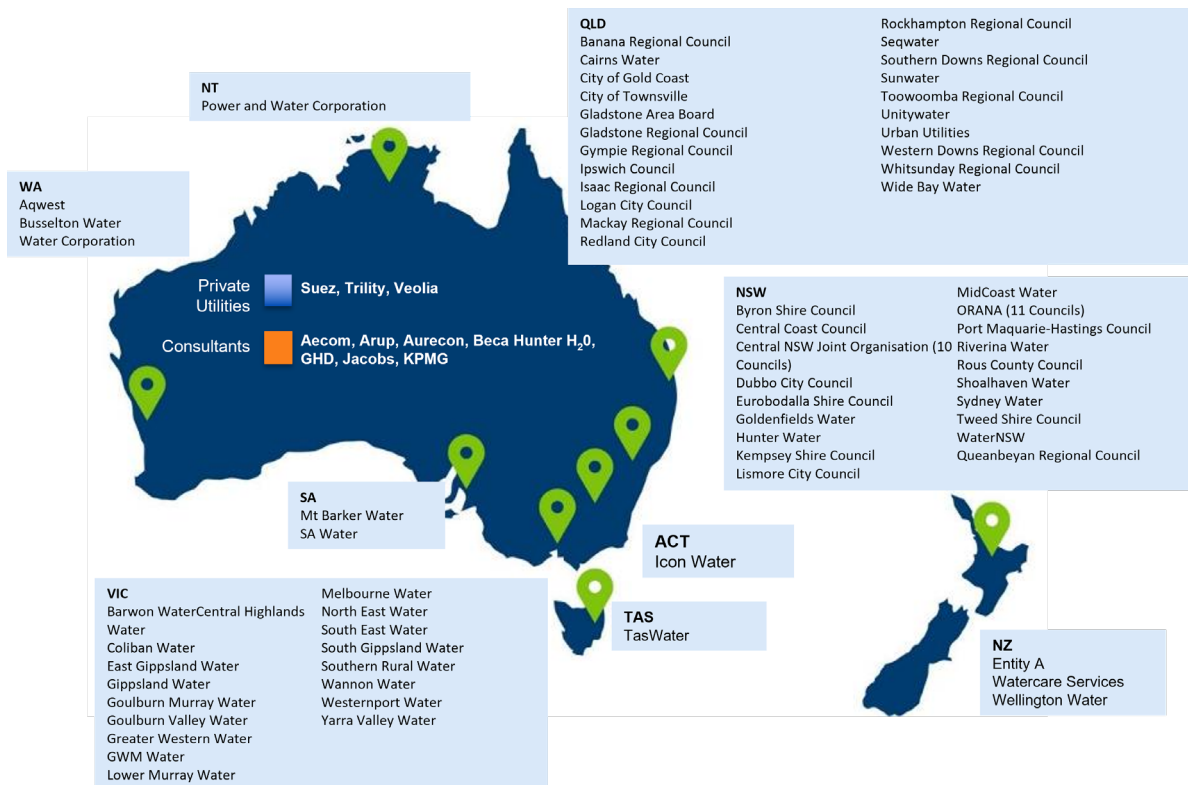 QLD
Banana Regional Council
Cairns Water
City of Gold Coast
City of Townsville
Gladstone Area Board
Gladstone Regional Council
Gympie Regional Council
Ipswich Council
Isaac Regional Council
Logan City Council
Mackay Regional Council
Redland City Council
Rockhampton Regional Council
Seqwater
Southern Downs Regional Council
Sunwater
Toowoomba Regional Council
Unitywater
Urban Utilities
Western Downs Regional Council
Whitsunday Regional Council
Wide Bay Water
NT
Power and Water Corporation
WA
Aqwest
Busselton Water
Water Corporation
Private
Utilities
Suez, Trility, Veolia
Consultants
Aecom, Arup, Aurecon, Beca Hunter H₂0,
GHD, Jacobs, KPMG
NSW
Byron Shire Council
Central Coast Council
Central NSW Joint Organisation (10
Councils)
Dubbo City Council
Eurobodalla Shire Council
Goldenfields Water
Hunter Water
Kempsey Shire Council
Lismore City Council
MidCoast Water
ORANA (11 Councils)
Port Maquarie-Hastings Council
Riverina Water
Rous County Council
Shoalhaven Water
Sydney Water
Tweed Shire Council
WaterNSW
Queanbeyan Regional Council
SA
Mt Barker Water
SA Water
ACT
Icon Water
VIC
Barwon WaterCentral Highlands
Water
Coliban Water
East Gippsland Water
Gippsland Water
Goulburn Murray Water
Goulburn Valley Water
Greater Western Water
GWM Water
Lower Murray Water
Melbourne Water
North East Water
South East Water
South Gippsland Water
Southern Rural Water
Wannon Water
Westernport Water
Yarra Valley Water
TAS
TasWater
NZ
Entity A
Watercare Services
Wellington Water